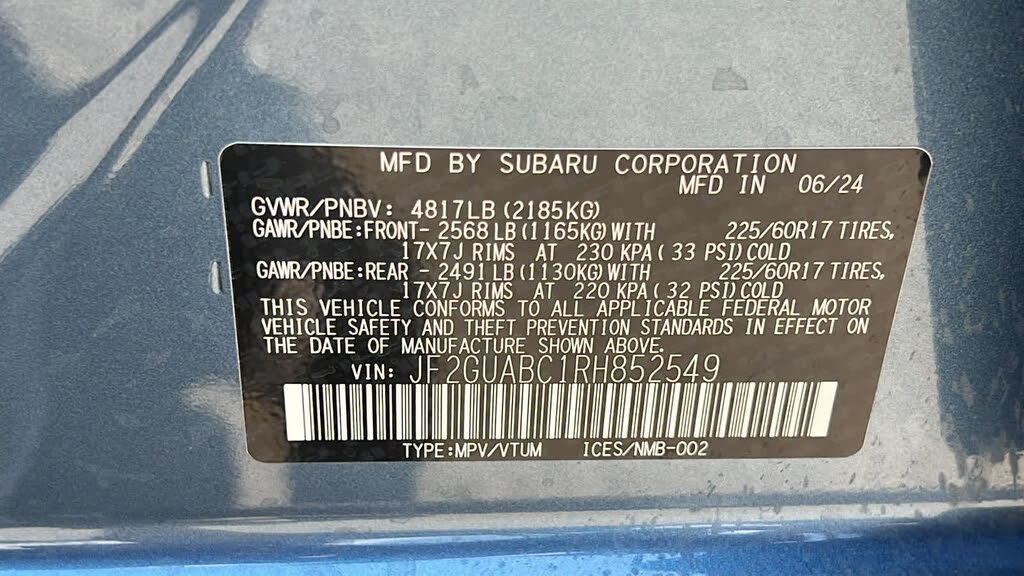 MFD BY SUBARU CORPORATION
MFD IN 06/24
GVWR/PNBV: 4817LB(2185KG)
GAWR/PNBE:FRONT- 2568LB(1165KG)WITH 225/60R17 TIRES,
17X7J RIMS AT 230 KPA( 33 PSI)COLD
GAWR/PNBE:REAR - 2491LB(1130KG)WITH 225/60R17 TIRES,
17X7J RIMS AT 220 KPA( 32 PSI)COLD
THIS VEHICLE CONFORMS TO ALL APPLICABLE FEDERAL MOTOR
VEHICLE SAFETY AND THEFT PREVENTION STANDARDS IN EFFECT ON
THE DATE OF MANUFACTURE SHOWN ABOVE.
VIN: JF2GUABC1RH852549
TYPE:MPV/VTUM ICES/NMB-002